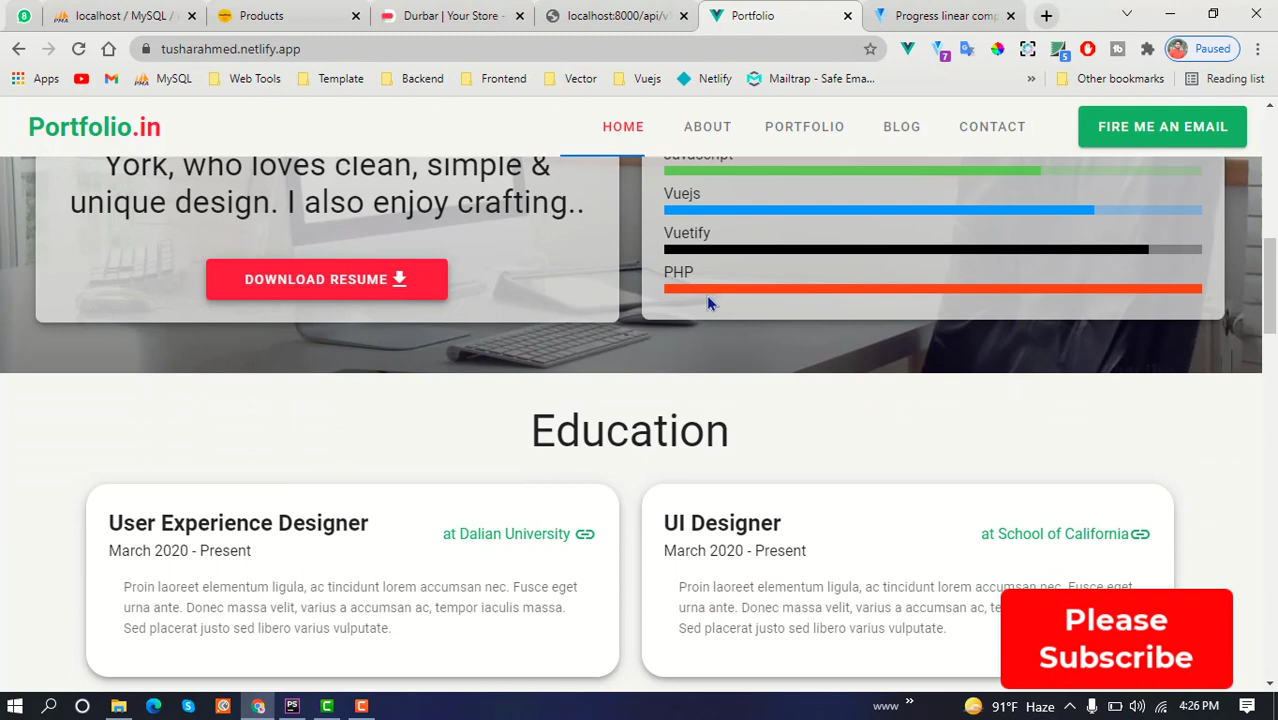 localhost / MySQL /
Products
Durbar | Your Store -
localhost:8000/api/v
Portfolio
Progress linear comp
tusharahmed.netlify.app
7
5
Paused
Apps
MySQL
Web Tools
Template
Backend
Frontend
Vector
Vuejs
Netlify
Mailtrap - Safe Ema...
»
Other bookmarks
Reading list
Portfolio.in
HOME
ABOUT
PORTFOLIO
BLOG
CONTACT
FIRE ME AN EMAIL
York, who loves clean, simple &
unique design. I also enjoy crafting..
DOWNLOAD RESUME
Javascript
Vuejs
Vuetify
PHP
Education
User Experience Designer
at Dalian University
March 2020 - Present
Proin laoreet elementum ligula, ac tincidunt lorem accumsan nec. Fusce eget
urna ante. Donec massa velit, varius a accumsan ac, tempor iaculis massa.
Sed placerat justo sed libero varius vulputate.
UI Designer
at School of California
March 2020 - Present
Proin laoreet elementum ligula, ac tincidunt lorem accumsan nec. Fusce eget
urna ante. Donec massa velit, varius a accumsan ac, te
Sed placerat justo sed libero varius vulputate.
Please
Subscribe
www
»
91°F Haze
4:26 PM